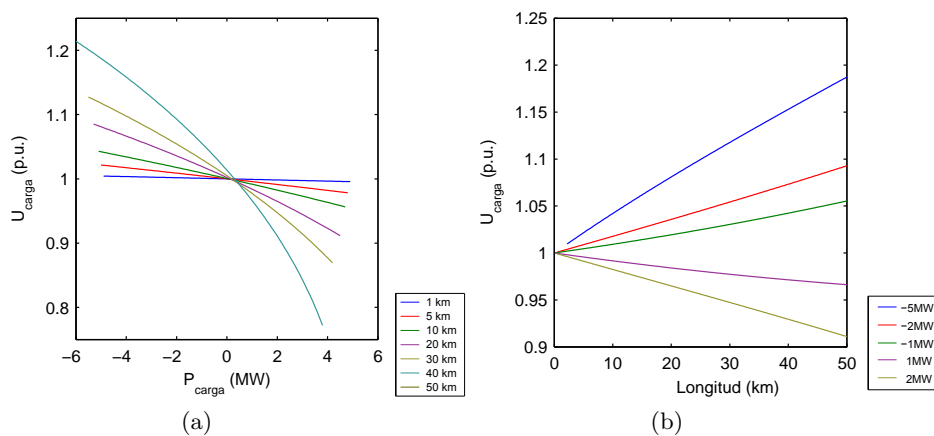 1.2
1.1
1
0.9
0.8
−6
−4
−2
0
2
4
6
U_carga (p.u.)
P_carga (MW)
1 km
5 km
10 km
20 km
30 km
40 km
50 km
(a)
1.25
1.2
1.15
1.1
1.05
1
0.95
0.9
0
10
20
30
40
50
U_carga (p.u.)
Longitud (km)
−5MW
−2MW
−1MW
1MW
2MW
(b)